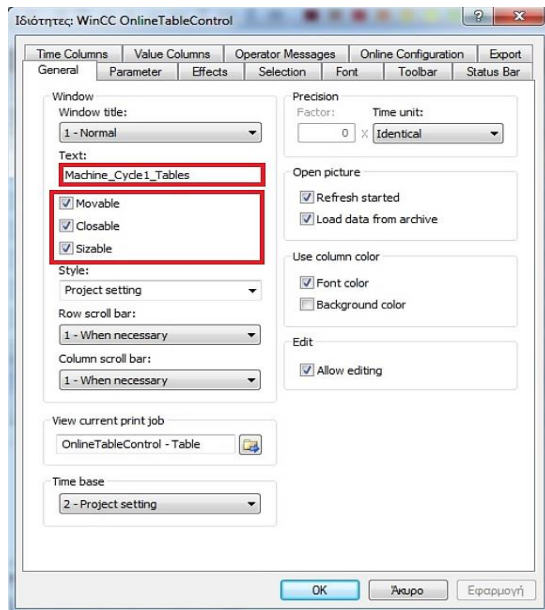 Ιδιότητες: WinCC OnlineTableControl
Time Columns Value Columns Operator Messages Online Configuration Export
General Parameter Effects Selection Font Toolbar Status Bar
Window
Window title:
1 - Normal
Text:
Machine_Cycle1_Tables
Movable
Closable
Sizable
Style:
Project setting
Row scroll bar:
1 - When necessary
Column scroll bar:
1 - When necessary
View current print job
OnlineTableControl - Table
Time base
2 - Project setting
Precision
Factor: Time unit:
0 X Identical
Open picture
Refresh started
Load data from archive
Use column color
Font color
Background color
Edit
Allow editing
OK Άκυρο Εφαρμογή